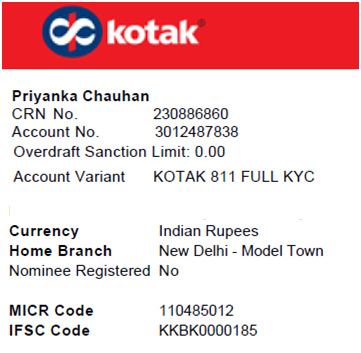 kotak®
Priyanka Chauhan
CRN No. 230886860
Account No. 3012487838
Overdraft Sanction Limit: 0.00
Account Variant KOTAK 811 FULL KYC
Currency Indian Rupees
Home Branch New Delhi - Model Town
Nominee Registered No
MICR Code 110485012
IFSC Code KKBK0000185